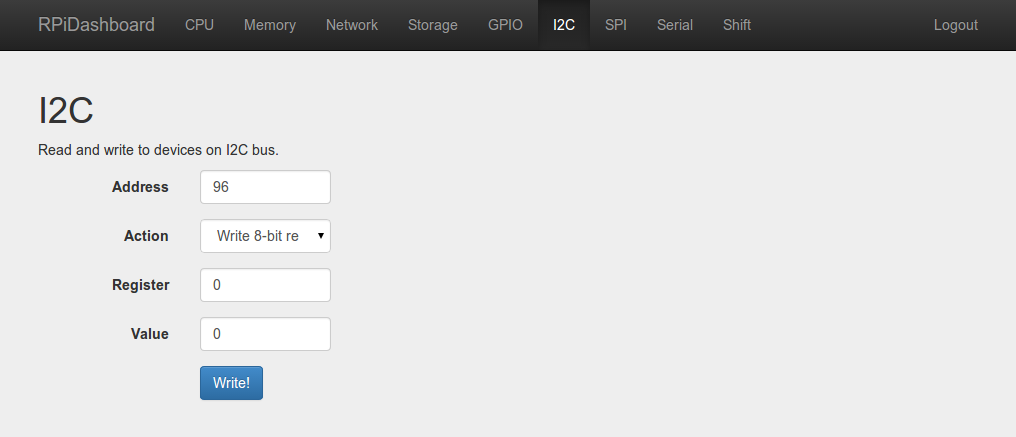 RPiDashboard CPU Memory Network Storage GPIO I2C SPI Serial Shift Logout
I2C
Read and write to devices on I2C bus.
Address 96
Action Write 8-bit re
Register 0
Value 0
Write!